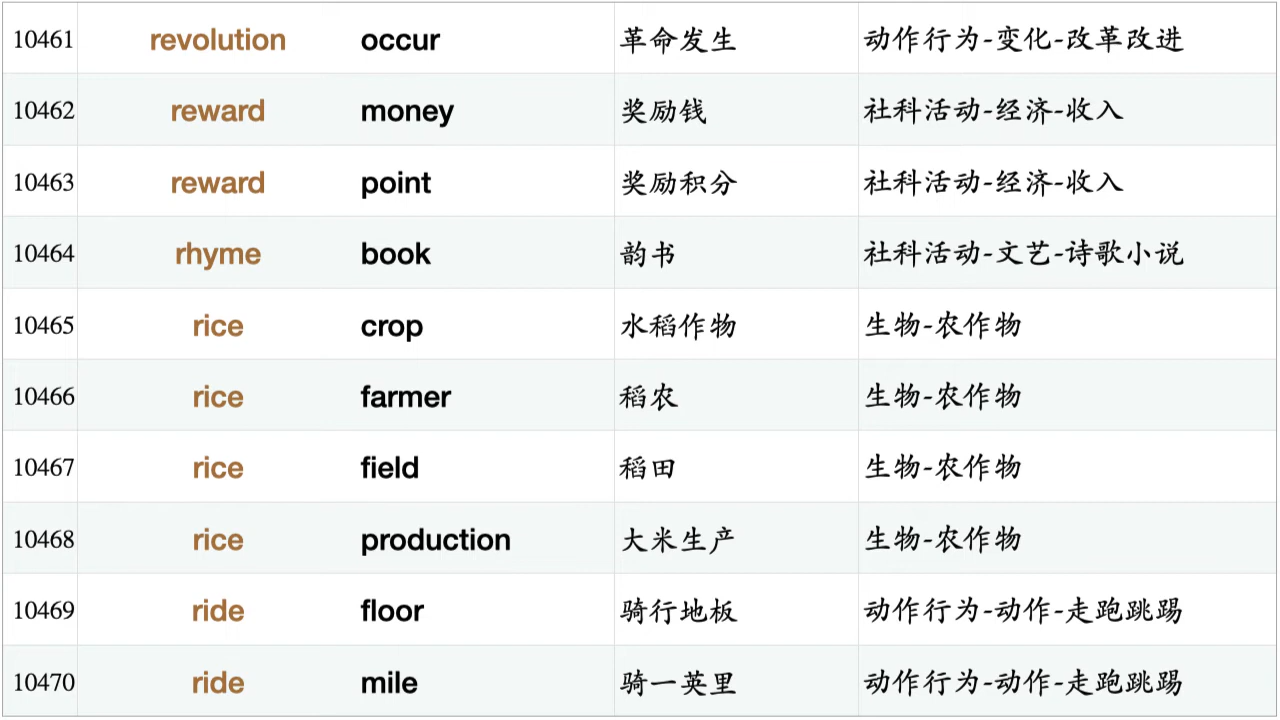 10461 revolution occur 革命发生 动作行为-变化-改革改进
10462 reward money 奖励钱 社科活动-经济-收入
10463 reward point 奖励积分 社科活动-经济-收入
10464 rhyme book 韵书 社科活动-文艺-诗歌小说
10465 rice crop 水稻作物 生物-农作物
10466 rice farmer 稻农 生物-农作物
10467 rice field 稻田 生物-农作物
10468 rice production 大米生产 生物-农作物
10469 ride floor 骑行地板 动作行为-动作-走跑跳踢
10470 ride mile 骑一英里 动作行为-动作-走跑跳踢